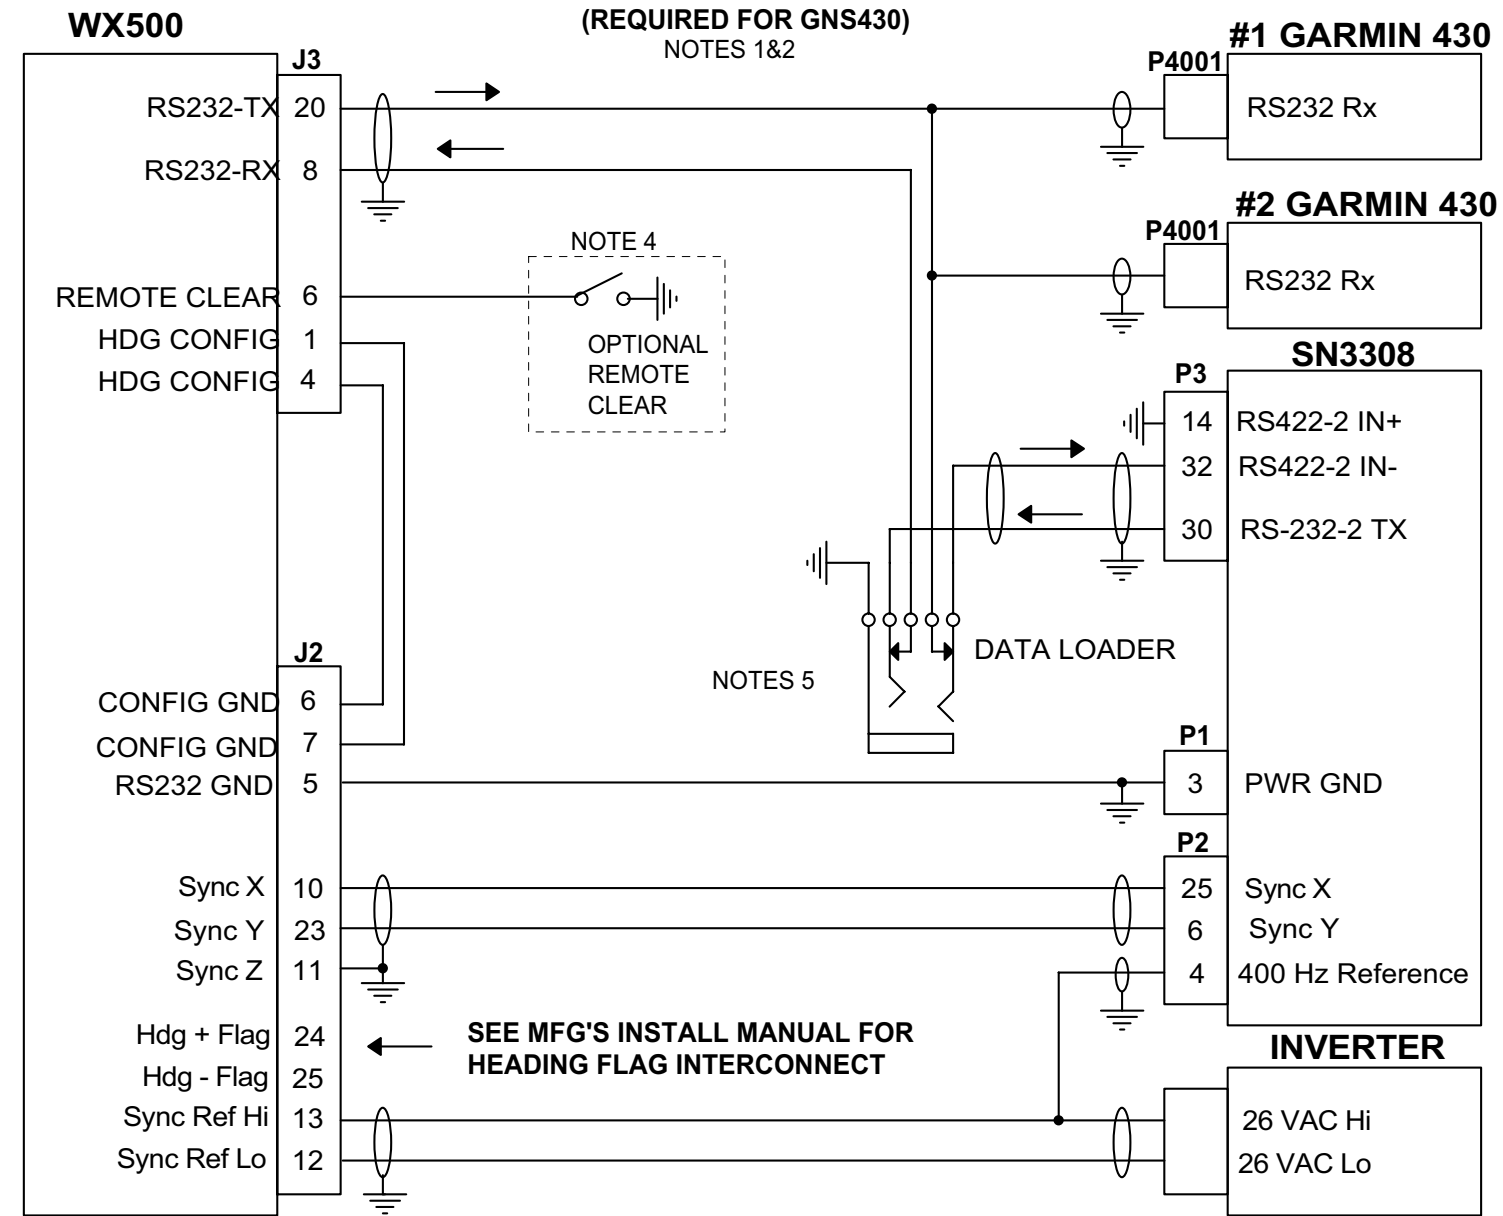 WX500
(REQUIRED FOR GNS430)
NOTES 1&2
#1 GARMIN 430
J3
P4001
RS232-TX 20
RS232 Rx
RS232-RX 8
#2 GARMIN 430
P4001
NOTE 4
RS232 Rx
REMOTE CLEAR 6
HDG CONFIG 1
HDG CONFIG 4
OPTIONAL
REMOTE
CLEAR
SN3308
P3
14 RS422-2 IN+
32 RS422-2 IN-
30 RS-232-2 TX
DATA LOADER
NOTES 5
J2
CONFIG GND 6
CONFIG GND 7
RS232 GND 5
P1
3 PWR GND
P2
Sync X 10
25 Sync X
Sync Y 23
6 Sync Y
Sync Z 11
4 400 Hz Reference
Hdg + Flag 24
SEE MFG'S INSTALL MANUAL FOR
HEADING FLAG INTERCONNECT
Hdg - Flag 25
INVERTER
Sync Ref Hi 13
26 VAC Hi
Sync Ref Lo 12
26 VAC Lo